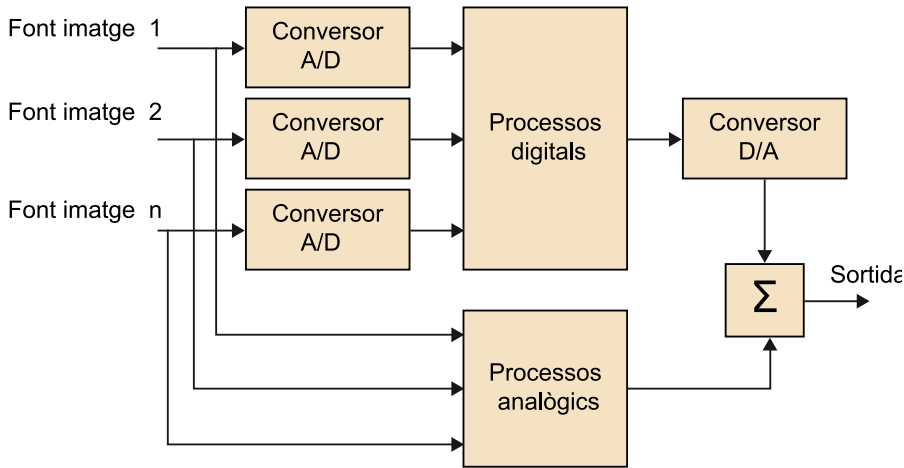 Font imatge 1
Conversor
A/D
Font imatge 2
Conversor
A/D
Font imatge n
Conversor
A/D
Processos
digitals
Conversor
D/A
Σ
Sortida
Processos
analògics